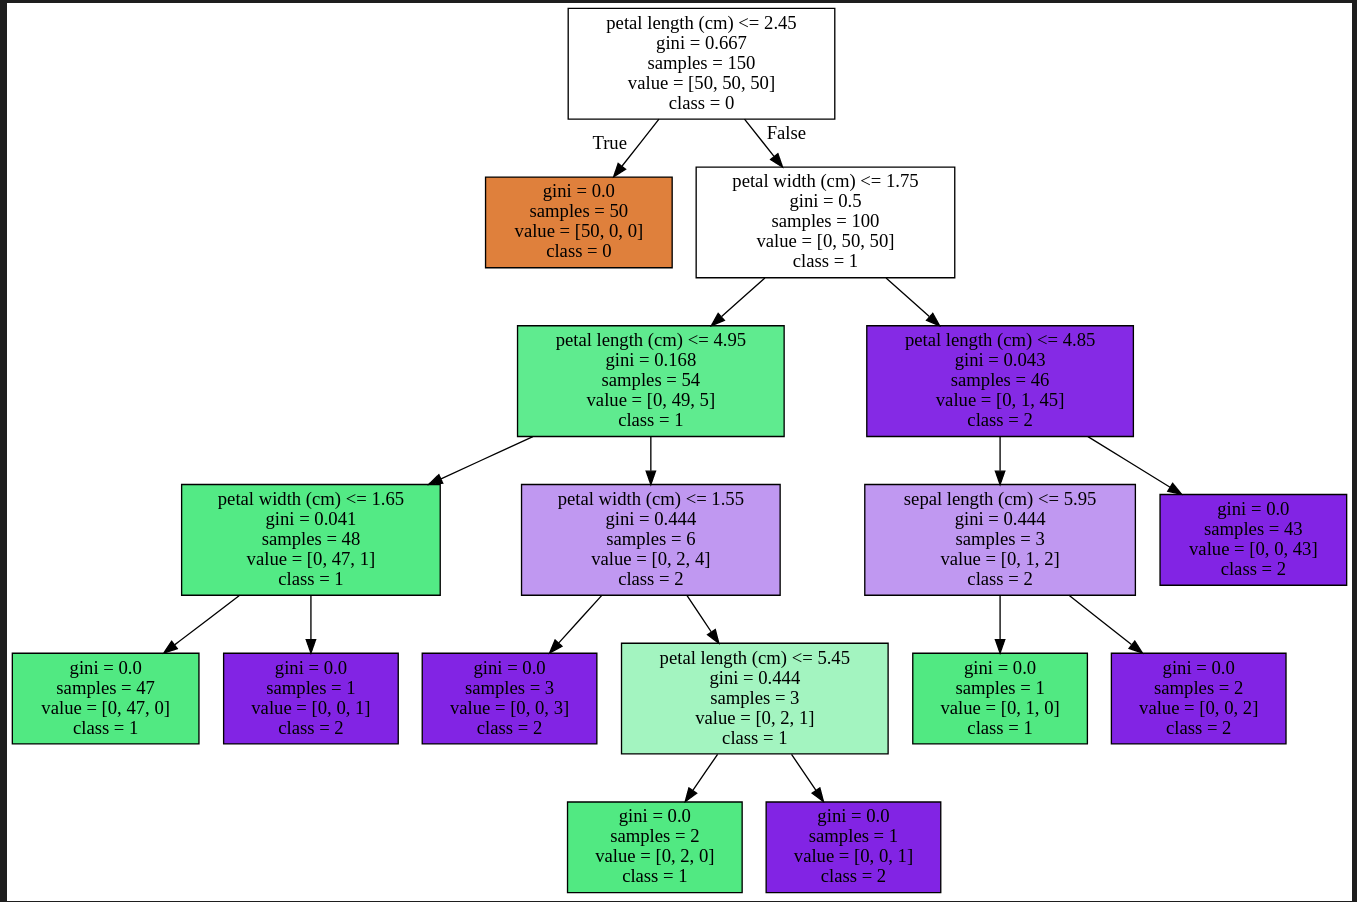 petal length (cm) <= 2.45
gini = 0.667
samples = 150
value = [50, 50, 50]
class = 0
True
False
gini = 0.0
samples = 50
value = [50, 0, 0]
class = 0
petal width (cm) <= 1.75
gini = 0.5
samples = 100
value = [0, 50, 50]
class = 1
petal length (cm) <= 4.95
gini = 0.168
samples = 54
value = [0, 49, 5]
class = 1
petal length (cm) <= 4.85
gini = 0.043
samples = 46
value = [0, 1, 45]
class = 2
petal width (cm) <= 1.65
gini = 0.041
samples = 48
value = [0, 47, 1]
class = 1
petal width (cm) <= 1.55
gini = 0.444
samples = 6
value = [0, 2, 4]
class = 2
sepal length (cm) <= 5.95
gini = 0.444
samples = 3
value = [0, 1, 2]
class = 2
gini = 0.0
samples = 43
value = [0, 0, 43]
class = 2
gini = 0.0
samples = 47
value = [0, 47, 0]
class = 1
gini = 0.0
samples = 1
value = [0, 0, 1]
class = 2
gini = 0.0
samples = 3
value = [0, 0, 3]
class = 2
petal length (cm) <= 5.45
gini = 0.444
samples = 3
value = [0, 2, 1]
class = 1
gini = 0.0
samples = 1
value = [0, 1, 0]
class = 1
gini = 0.0
samples = 2
value = [0, 0, 2]
class = 2
gini = 0.0
samples = 2
value = [0, 2, 0]
class = 1
gini = 0.0
samples = 1
value = [0, 0, 1]
class = 2